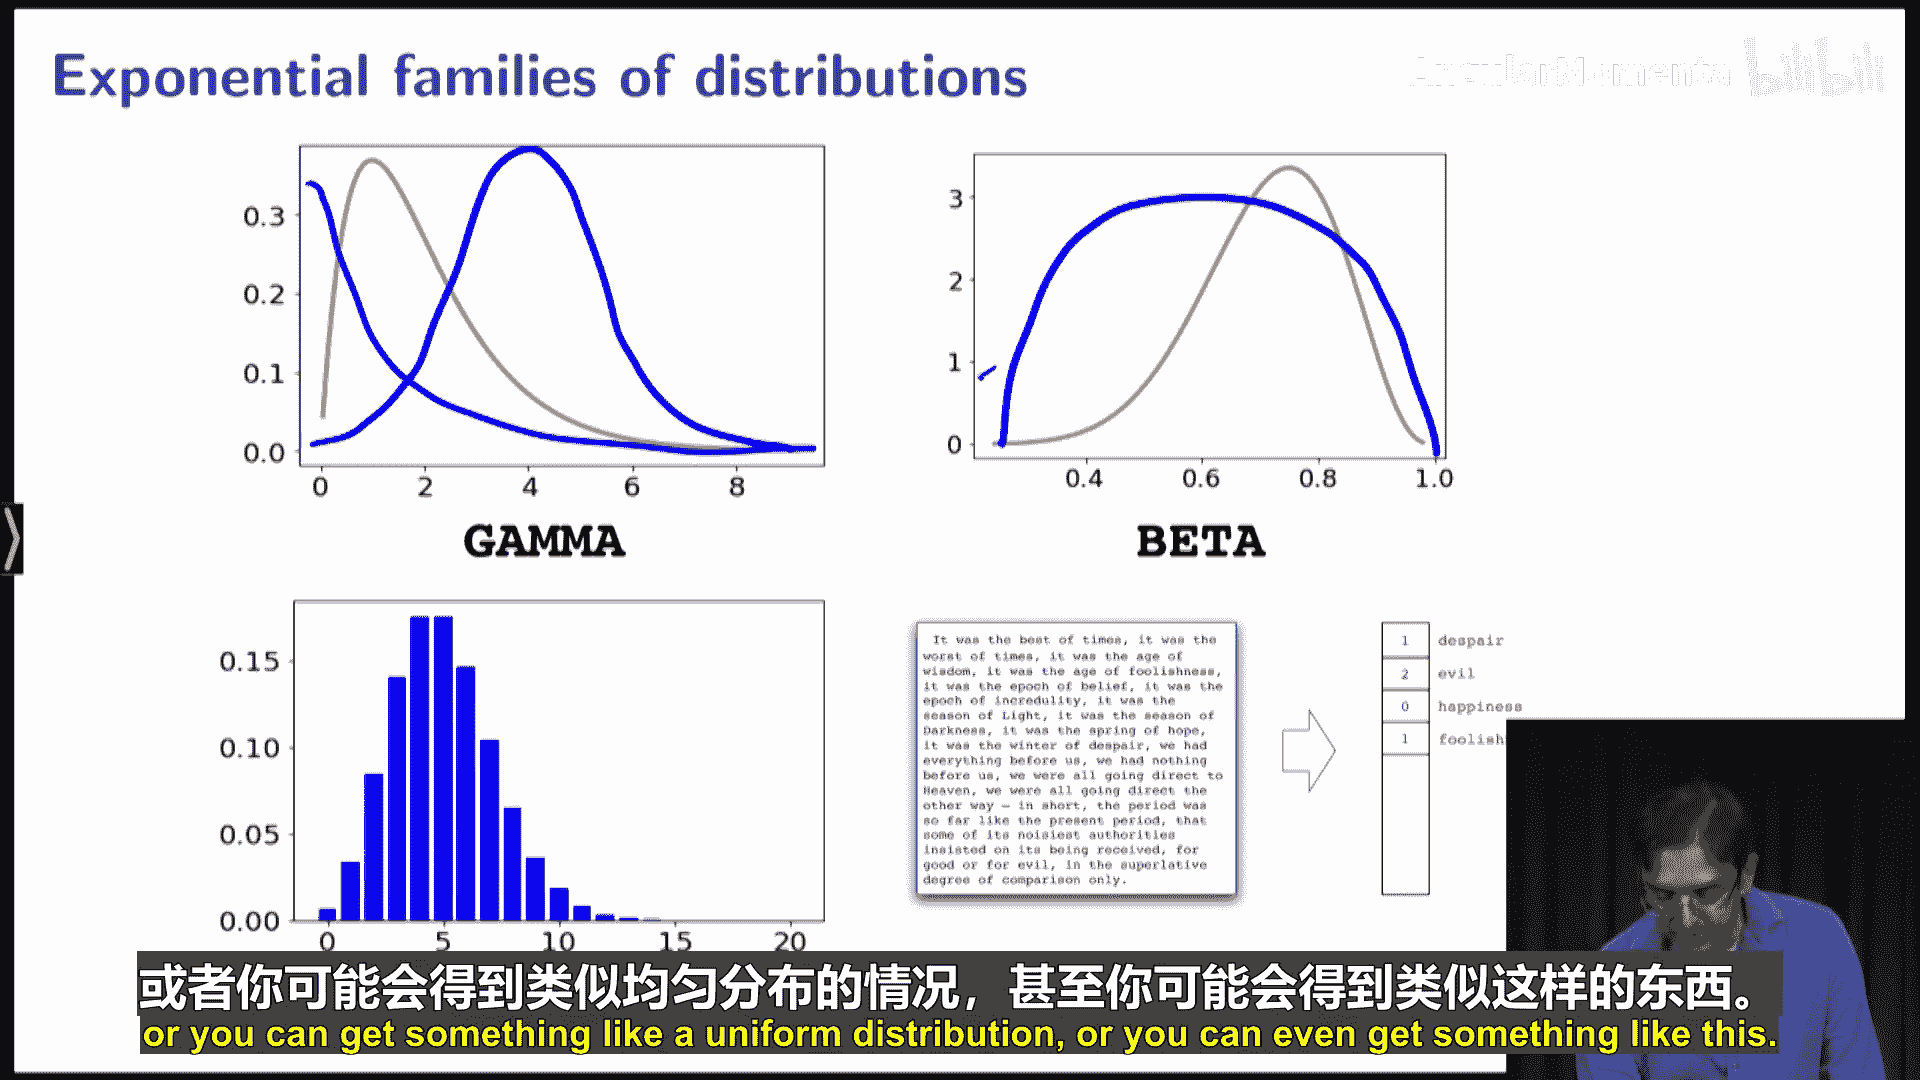 Exponential families of distributions
bilibili
0.3
0.2
0.1
0.0
0 2 4 6 8
GAMMA
3
2
1
0
0.4 0.6 0.8 1.0
BETA
0.15
0.10
0.05
0.00
0 5 10 15 20
It was the best of times, it was the
worst of times, it was the age of
wisdom, it was the age of foolishness,
it was the epoch of belief, it was the
epoch of incredulity, it was the
season of Light, it was the season of
Darkness, it was the spring of hope,
it was the winter of despair, we had
everything before us, we had nothing
before us, we were all going direct to
Heaven, we were all going direct the
other way – in short, the period was
so far like the present period, that
some of its noisiest authorities
insisted on its being received, for
good or for evil, in the superlative
degree of comparison only.
1 despair
2 evil
0 happiness
1 foolish
或者你可能会得到类似均匀分布的情况，甚至你可能会得到类似这样的东西。
or you can get something like a uniform distribution, or you can even get something like this.